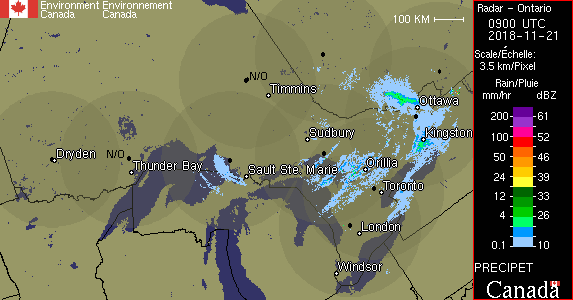 Environment Environnement
Canada Canada
100 KM
N/O
Timmins
Ottawa
Sudbury
Kingston
Dryden
N/O
Thunder Bay
Sault Ste. Marie
Orillia
Toronto
London
Windsor
Radar - Ontario
0900 UTC
2018-11-21
Scale/Échelle:
3.5 km/Pixel
Rain/Pluie
mm/hr dBZ
200 61
100 52
50 46
24 39
12 33
4 26
1 16
0.1 10
PRECIPET
Canada